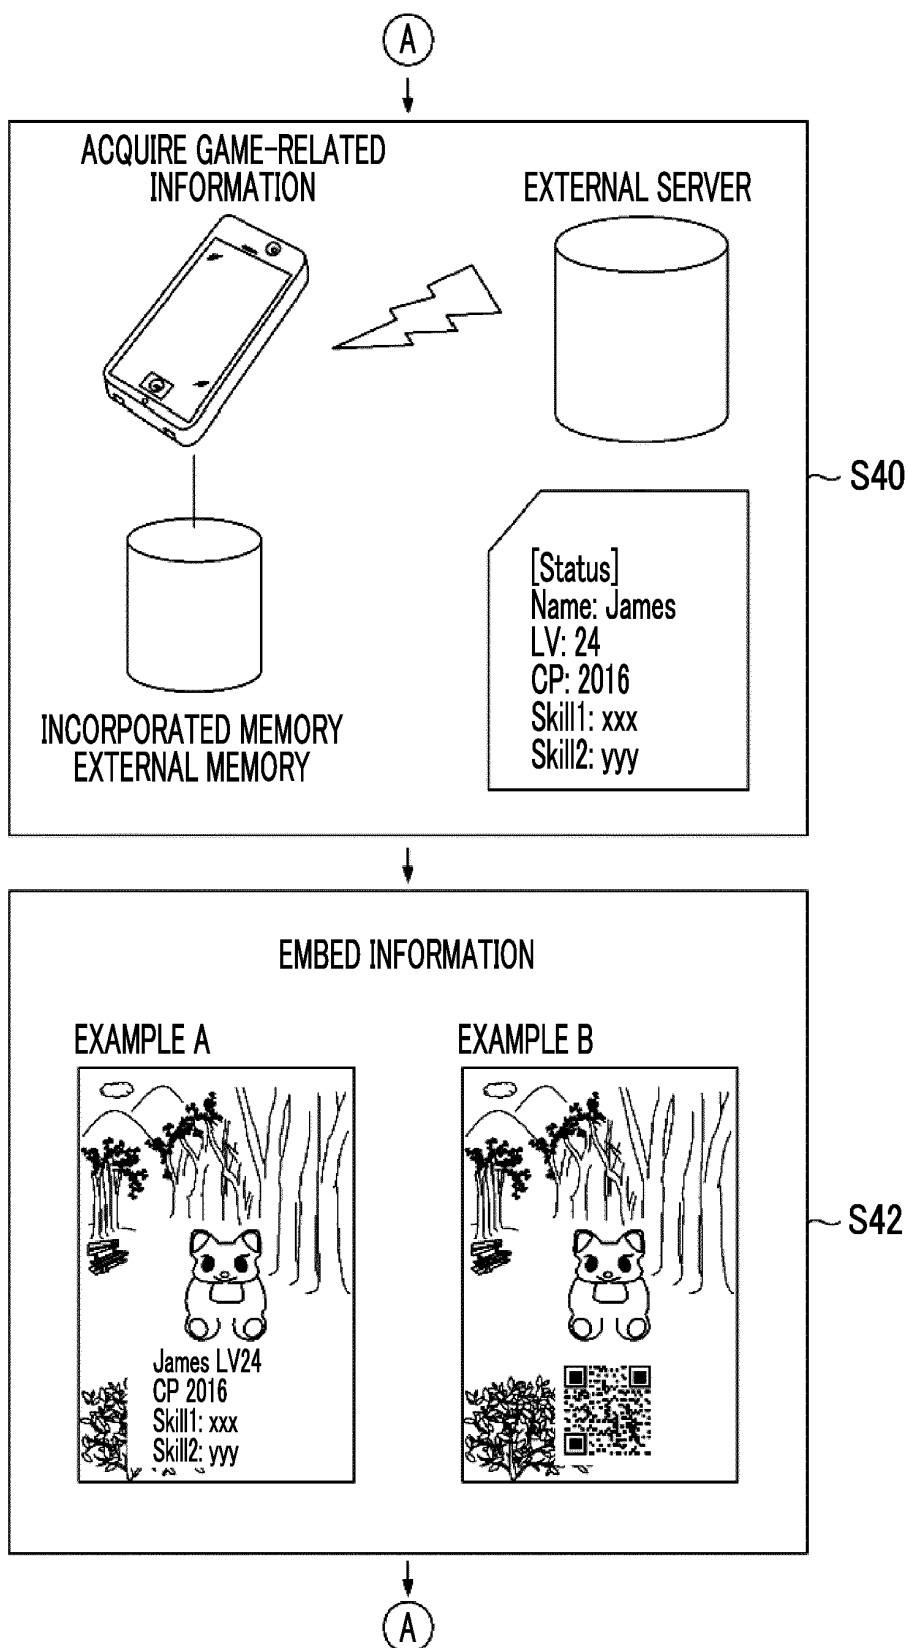 A
ACQUIRE GAME-RELATED
INFORMATION
EXTERNAL SERVER
S40
[Status]
Name: James
LV: 24
CP: 2016
Skill1: xxx
Skill2: yyy
INCORPORATED MEMORY
EXTERNAL MEMORY
EMBED INFORMATION
EXAMPLE A
EXAMPLE B
S42
James LV24
CP 2016
Skill1: xxx
Skill2: yyy
A